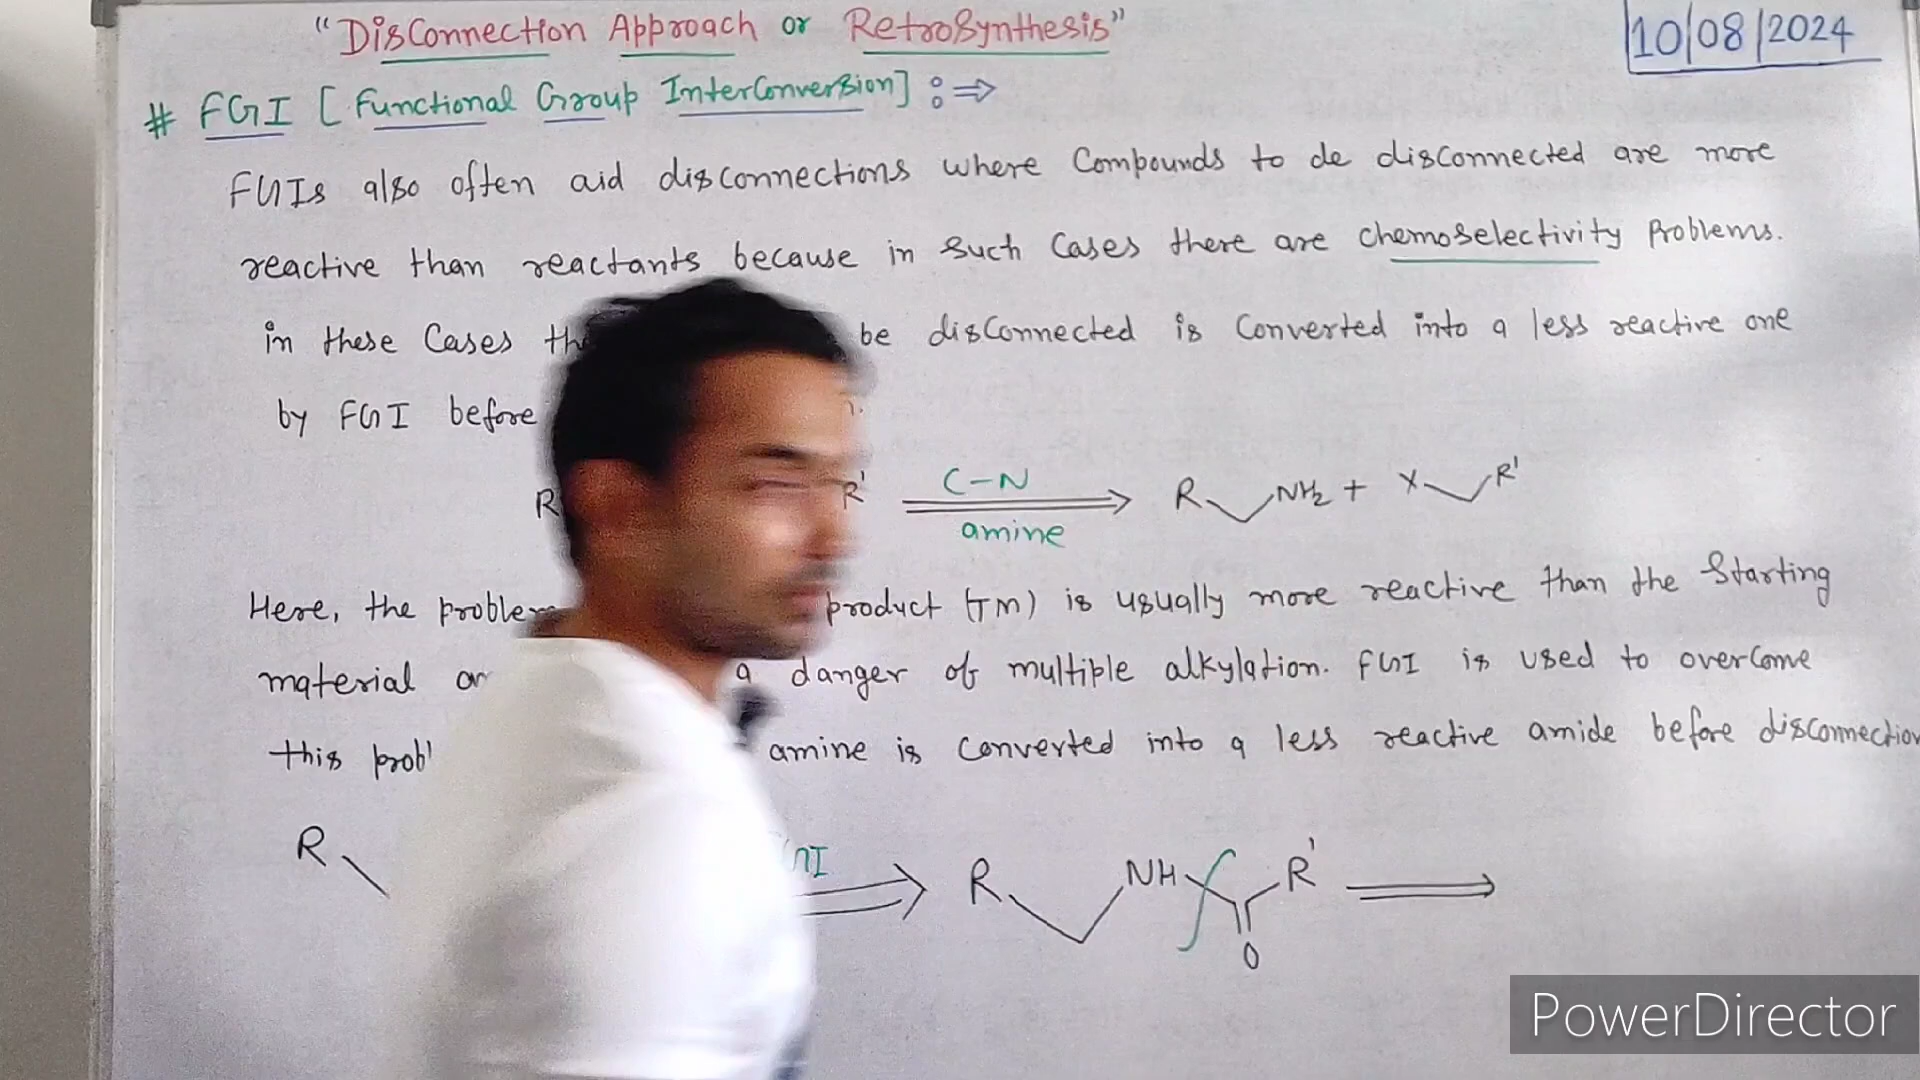 "Disconnection Approach or Retrosynthesis"
10/08/2024
# FGI [Functional Group Interconversion] :⇒
FGIs also often aid disconnections where Compounds to de disconnected are more
reactive than reactants because in such Cases there are chemoselectivity Problems.
in these Cases be disconnected is Converted into a less reactive one
by FGI before
R R' C-N amine R NH2 + X R'
Here, the product (TM) is usually more reactive than the Starting
material a danger of multiple alkylation. FGI is used to overcome
this amine is converted into a less reactive amide before disconnection
R R NH O R'
PowerDirector